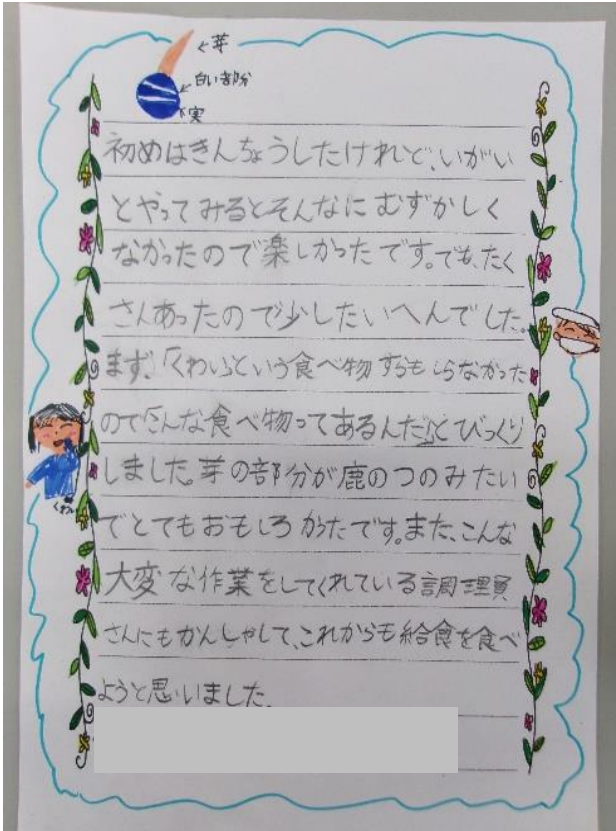 芽
白い部分
実
初めはきんちょうしたけれど、いがい
とやってみるとそんなにむずかしく
なかったので楽しかったです。でも、たく
さんあったので少したいへんでした。
まず、「くわい」という食べ物すらもしらなかった
ので「こんな食べ物ってあるんだ」とびっくり
しました。芽の部分が鹿のつのみたい
でとてもおもしろかったです。また、こんな
大変な作業をしてくれている調理員
さんにもかんしゃして、これからも給食を食べ
ようと思いました。
くわい